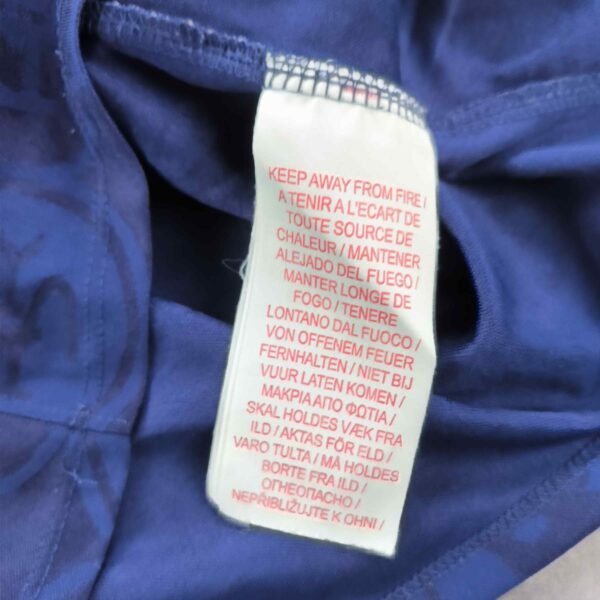 KEEP AWAY FROM FIRE /
A TENIR A L'ECART DE
TOUTE SOURCE DE
CHALEUR / MANTENER
ALEJADO DEL FUEGO /
MANTER LONGE DE
FOGO / TENERE
LONTANO DAL FUOCO /
VON OFFENEM FEUER
FERNHALTEN / NIET BIJ
VUUR LATEN KOMEN /
ΜΑΚΡΙΑ ΑΠΟ ΦΩΤΙΑ /
SKAL HOLDES VÆK FRA
ILD / AKTAS FÖR ELD /
VARO TULTA / MÅ HOLDES
BORTE FRA ILD /
ОГНЕОПАСНО /
NEPŘIBLIŽUJTE K OHNI /